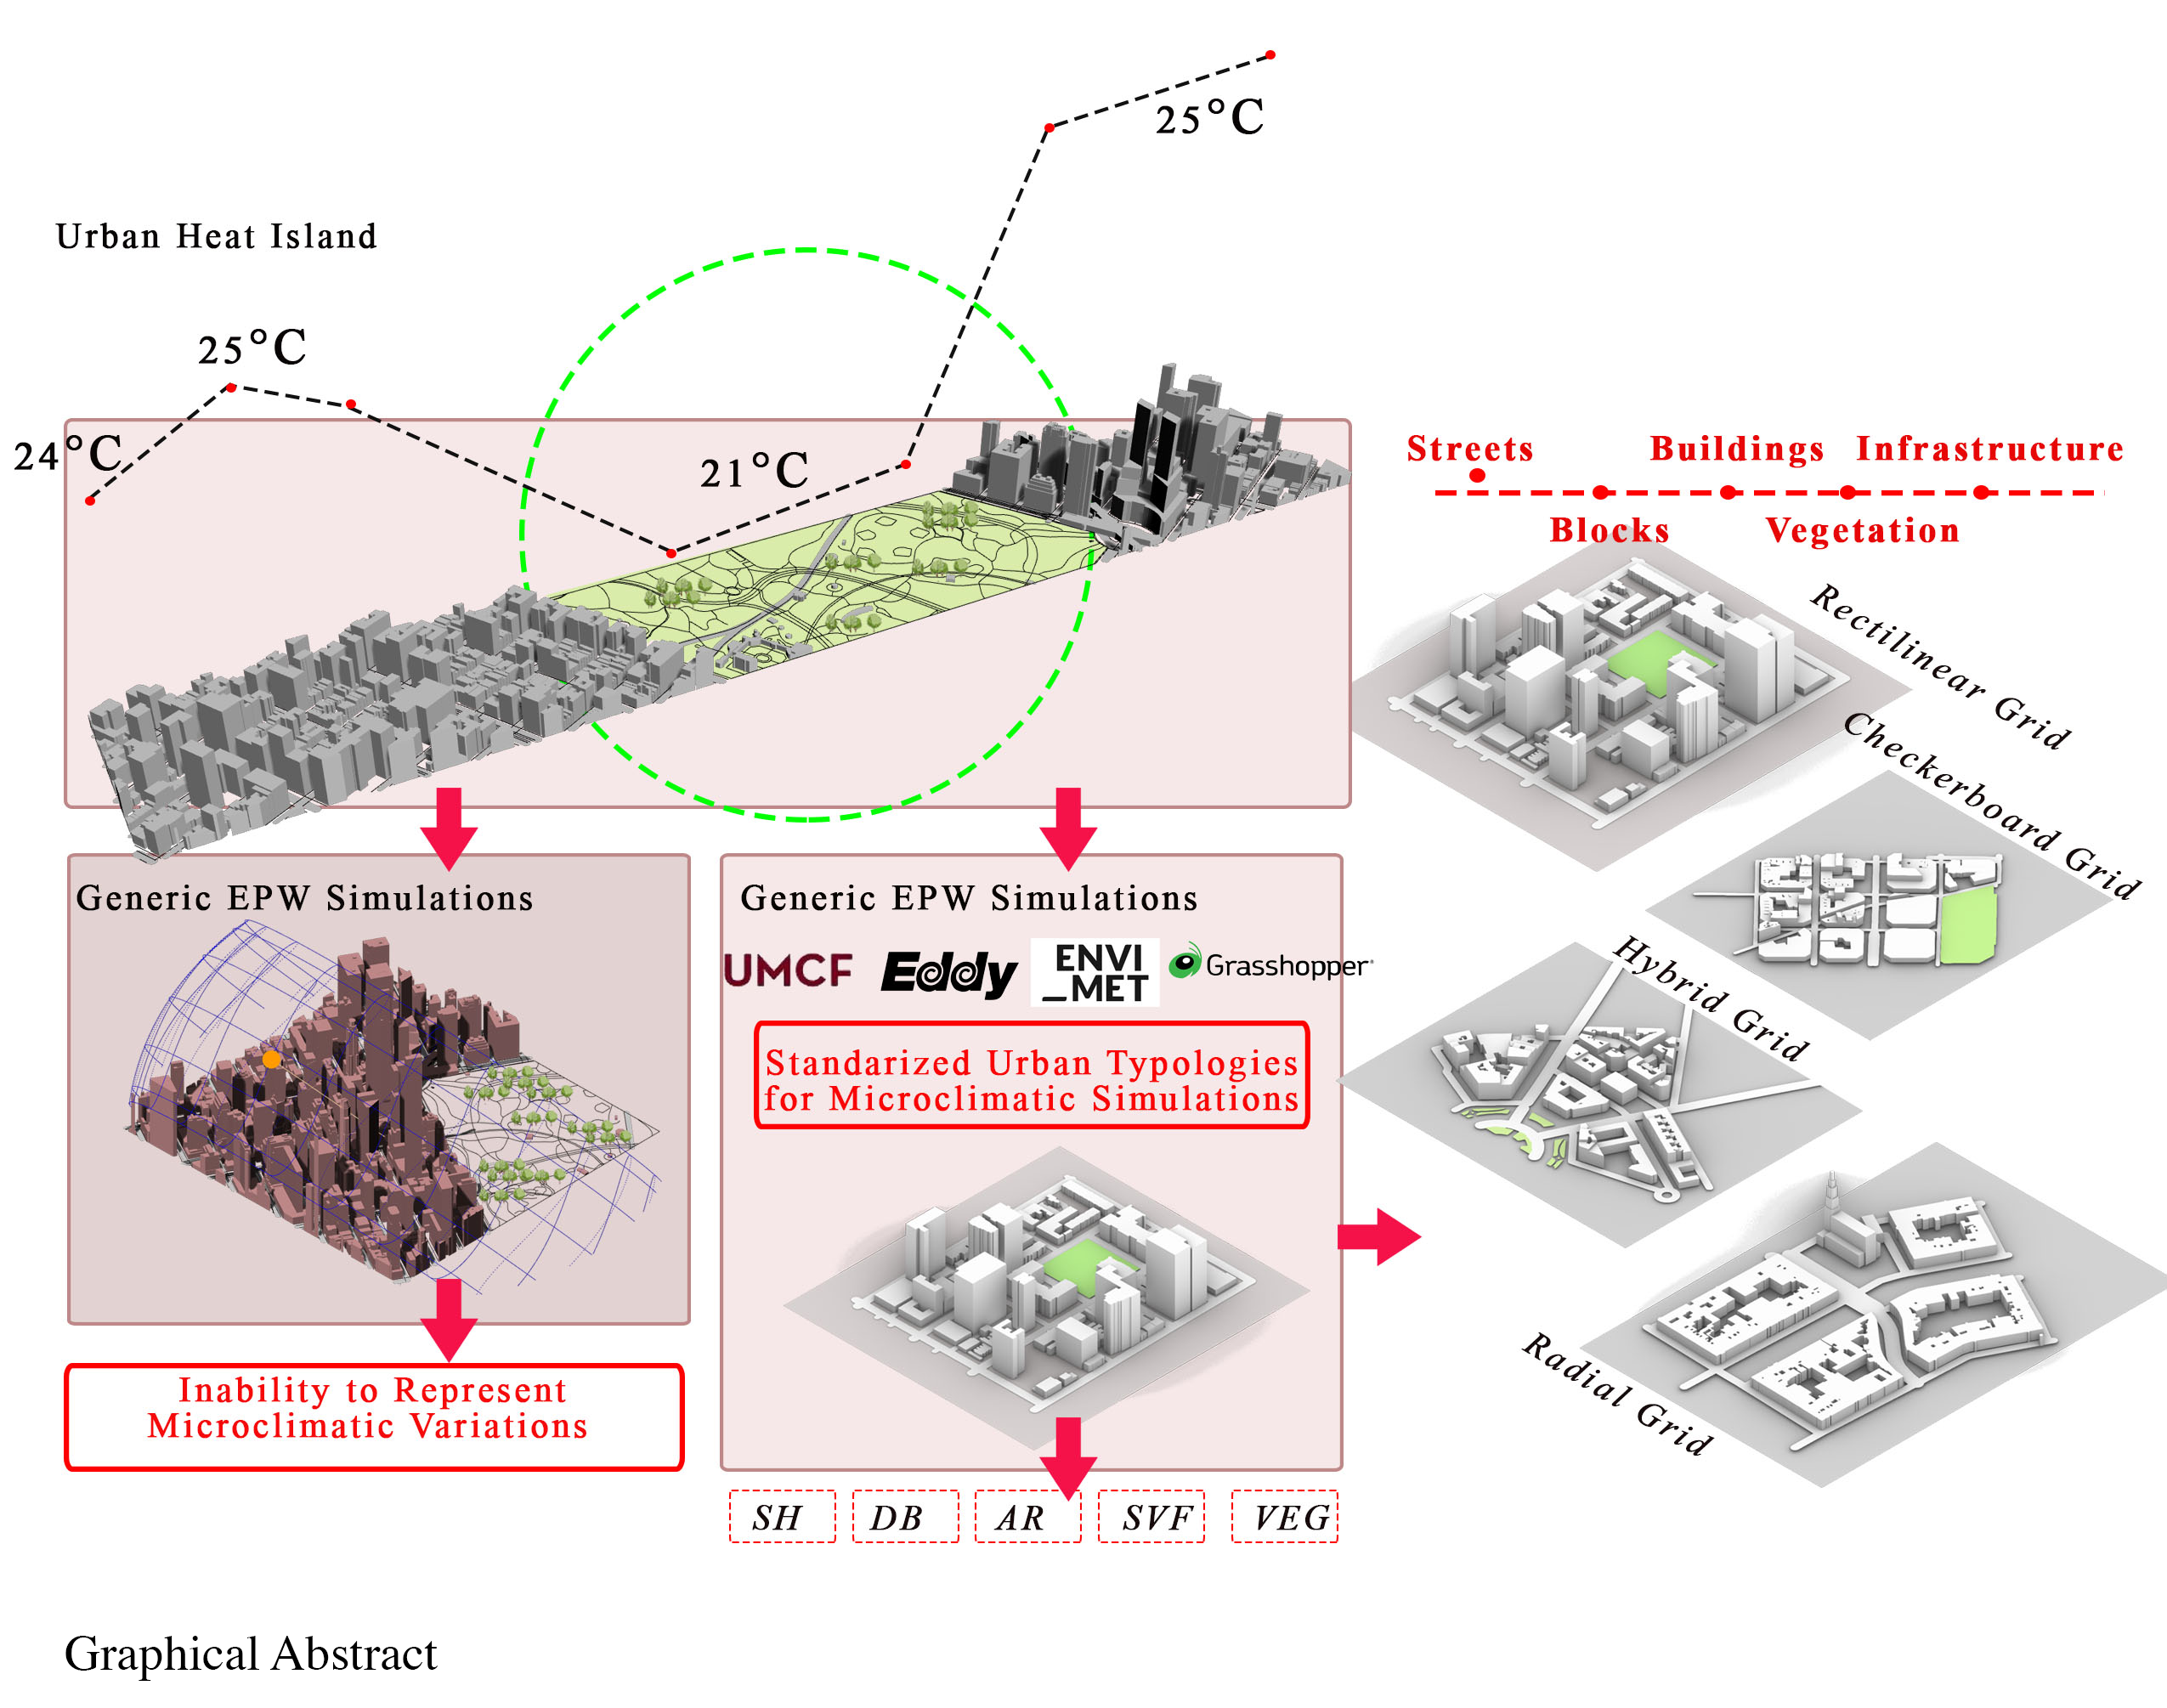 25°C
Urban Heat Island
25°C
24°C
21°C
Streets
Buildings
Infrastructure
Blocks
Vegetation
Rectilinear Grid
Checkerboard Grid
Hybrid Grid
Radial Grid
Generic EPW Simulations
Inability to Represent
Microclimatic Variations
Generic EPW Simulations
UMCF
Eddy
ENVI
_MET
Grasshopper®
Standarized Urban Typologies
for Microclimatic Simulations
SH
DB
AR
SVF
VEG
Graphical Abstract